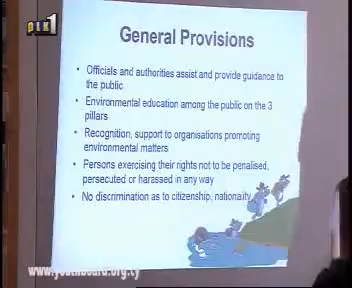 PIK 1
General Provisions
• Officials and authorities assist and provide guidance to
the public
• Environmental education among the public on the 3
pillars
• Recognition, support to organisations promoting
environmental matters
• Persons exercising their rights not to be penalised,
persecuted or harassed in any way
• No discrimination as to citizenship, nationality
www.youthboard.org.cy